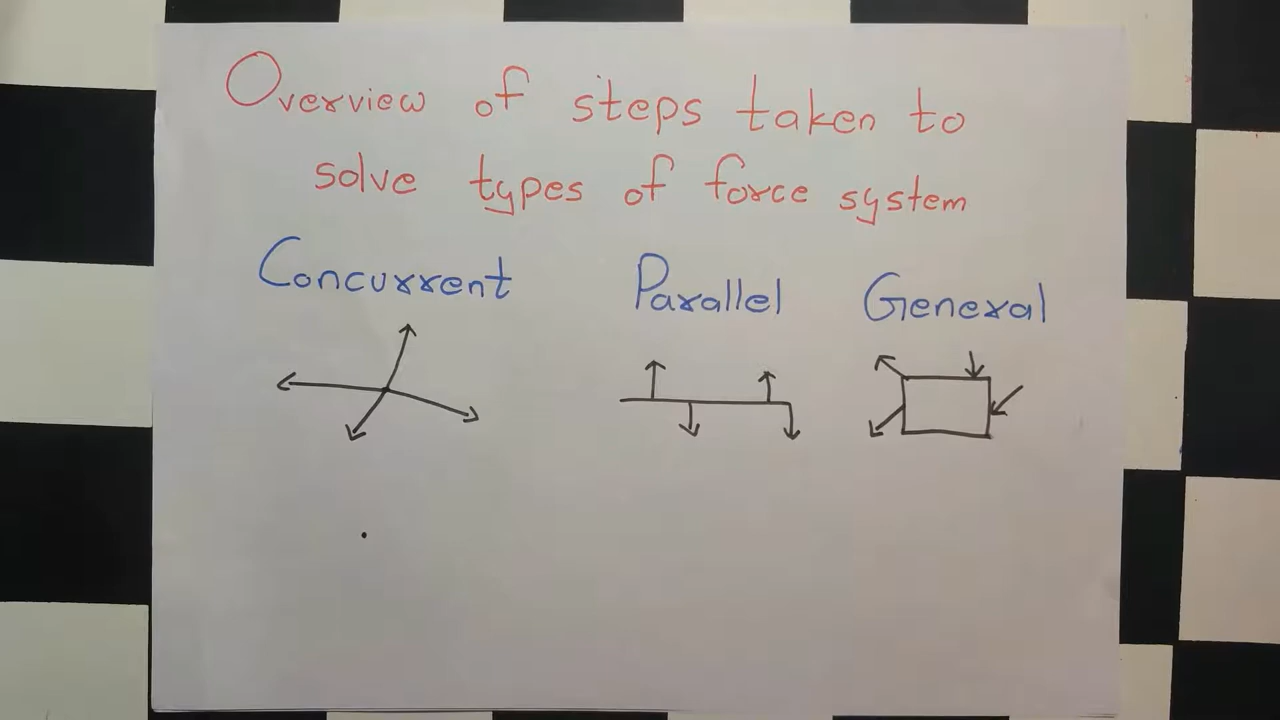 Overview of steps taken to
solve types of force system
Concurrent Parallel General